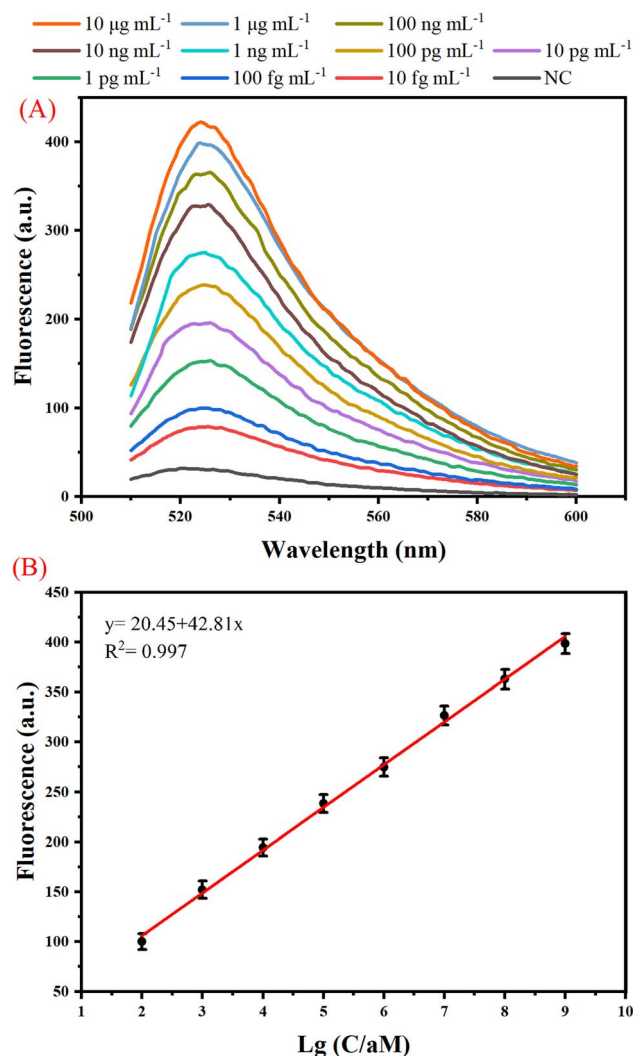 10 μg mL⁻¹ 1 μg mL⁻¹ 100 ng mL⁻¹
10 ng mL⁻¹ 1 ng mL⁻¹ 100 pg mL⁻¹ 10 pg mL⁻¹
1 pg mL⁻¹ 100 fg mL⁻¹ 10 fg mL⁻¹ NC
(A)
Fluorescence (a.u.)
400
300
200
100
0
500 520 540 560 580 600
Wavelength (nm)
(B)
y= 20.45+42.81x
R²= 0.997
Fluorescence (a.u.)
450
400
350
300
250
200
150
100
50
1 2 3 4 5 6 7 8 9 10
Lg (C/aM)